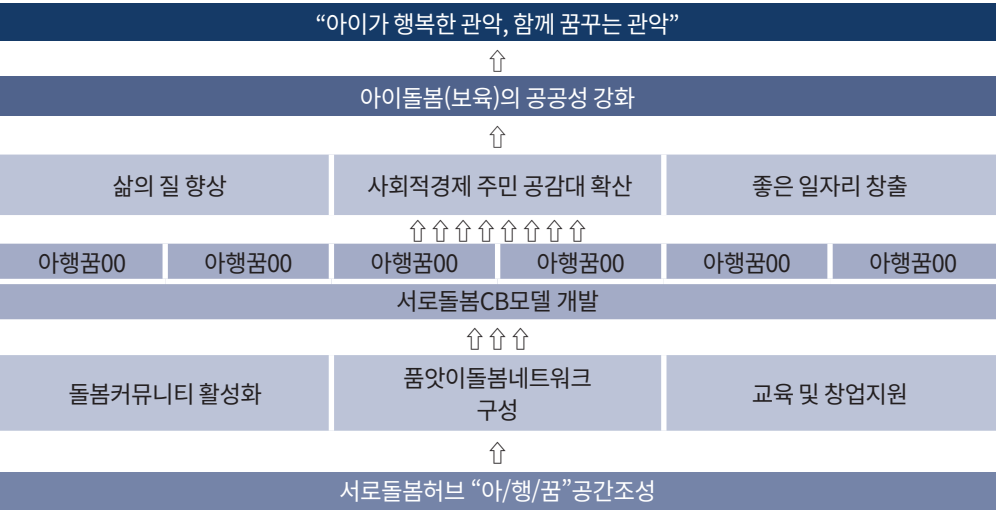 “아이가 행복한 관악, 함께 꿈꾸는 관악”
아이돌봄(보육)의 공공성 강화
삶의 질 향상
사회적경제 주민 공감대 확산
좋은 일자리 창출
아행꿈00
아행꿈00
아행꿈00
아행꿈00
아행꿈00
아행꿈00
서로돌봄CB모델 개발
돌봄커뮤니티 활성화
품앗이돌봄네트워크
구성
교육 및 창업지원
서로돌봄허브 “아/행/꿈”공간조성